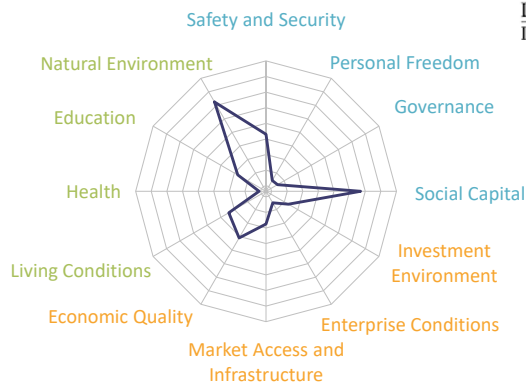 Safety and Security
Natural Environment
Personal Freedom
Education
Governance
Health
Social Capital
Investment
Environment
Living Conditions
Economic Quality
Enterprise Conditions
Market Access and
Infrastructure